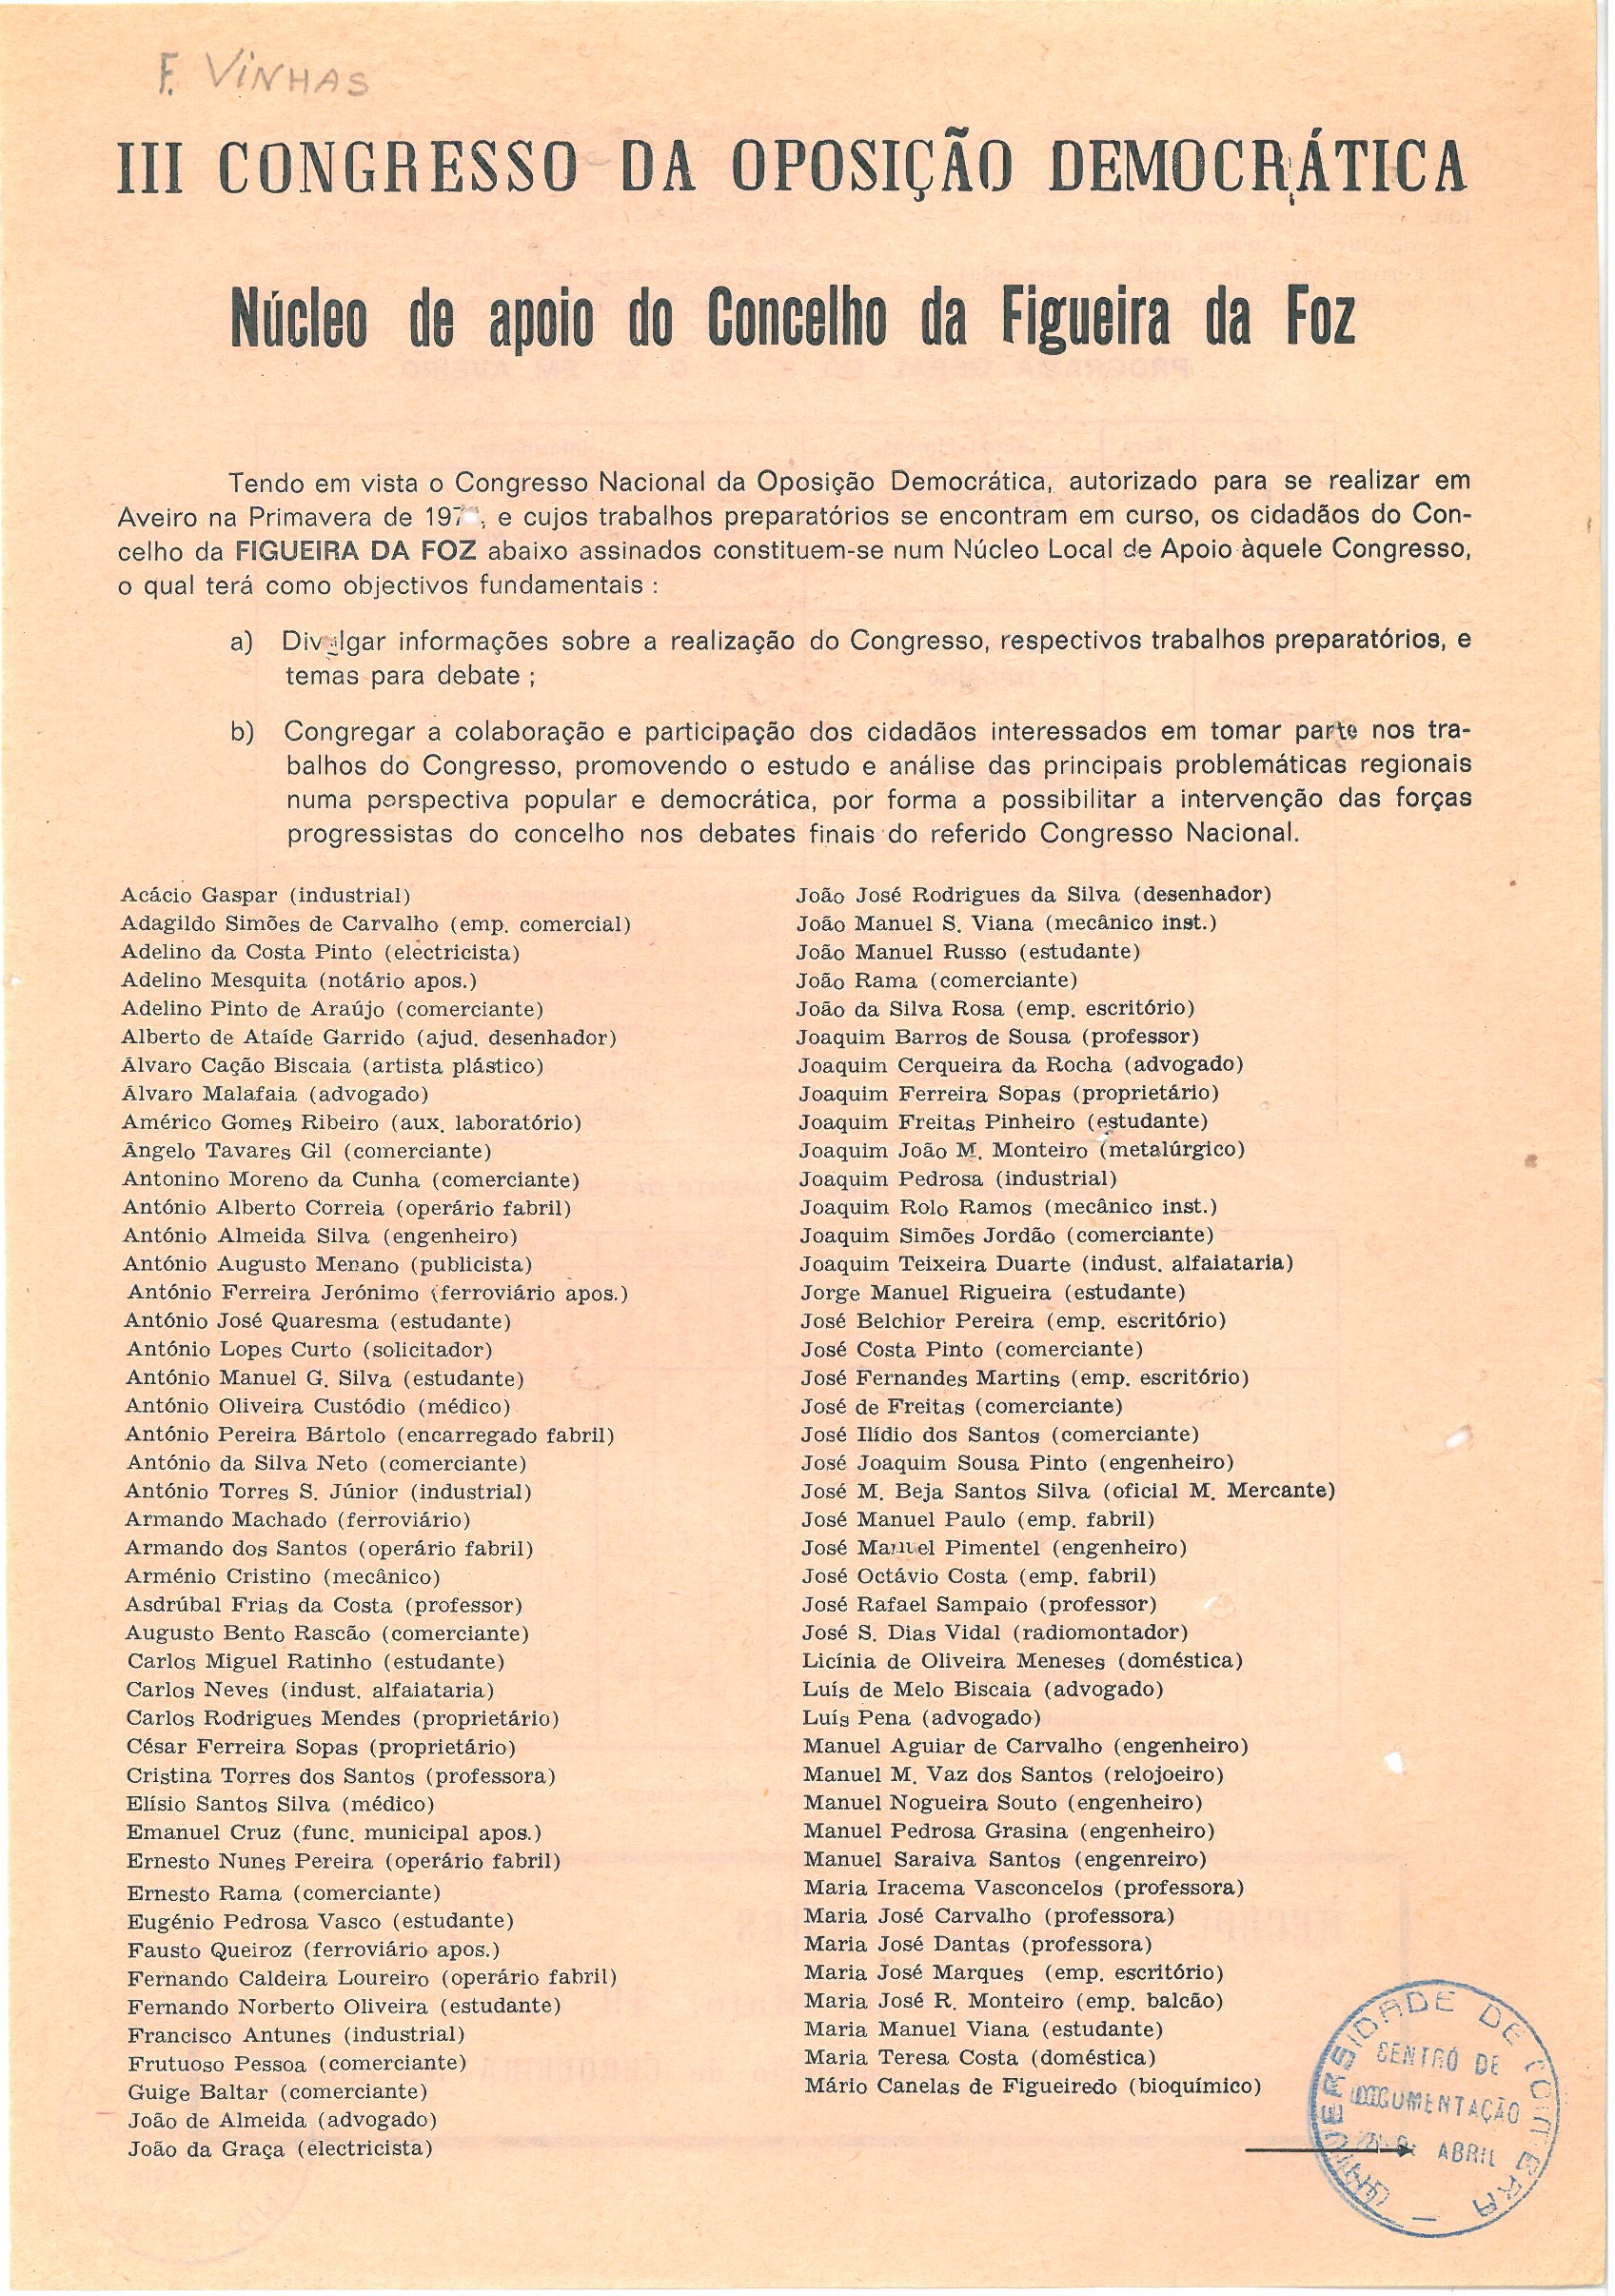 F. VINHAS
III CONGRESSO DA OPOSIÇÃO DEMOCRÁTICA
Núcleo de apoio do Concelho da Figueira da Foz
Tendo em vista o Congresso Nacional da Oposição Democrática, autorizado para se realizar em
Aveiro na Primavera de 197 , e cujos trabalhos preparatórios se encontram em curso, os cidadãos do Con-
celho da FIGUEIRA DA FOZ abaixo assinados constituem-se num Núcleo Local de Apoio àquele Congresso,
o qual terá como objectivos fundamentais :
a) Divulgar informações sobre a realização do Congresso, respectivos trabalhos preparatórios, e
temas para debate ;
b) Congregar a colaboração e participação dos cidadãos interessados em tomar parte nos tra-
balhos do Congresso, promovendo o estudo e análise das principais problemáticas regionais
numa perspectiva popular e democrática, por forma a possibilitar a intervenção das forças
progressistas do concelho nos debates finais do referido Congresso Nacional.
Acácio Gaspar (industrial)
Adagildo Simões de Carvalho (emp. comercial)
Adelino da Costa Pinto (electricista)
Adelino Mesquita (notário apos.)
Adelino Pinto de Araújo (comerciante)
Alberto de Ataíde Garrido (ajud. desenhador)
Álvaro Cação Biscaia (artista plástico)
Álvaro Malafaia (advogado)
Américo Gomes Ribeiro (aux. laboratório)
Ângelo Tavares Gil (comerciante)
Antonino Moreno da Cunha (comerciante)
António Alberto Correia (operário fabril)
António Almeida Silva (engenheiro)
António Augusto Menano (publicista)
António Ferreira Jerónimo (ferroviário apos.)
António José Quaresma (estudante)
António Lopes Curto (solicitador)
António Manuel G. Silva (estudante)
António Oliveira Custódio (médico)
António Pereira Bártolo (encarregado fabril)
António da Silva Neto (comerciante)
António Torres S. Júnior (industrial)
Armando Machado (ferroviário)
Armando dos Santos (operário fabril)
Arménio Cristino (mecânico)
Asdrúbal Frias da Costa (professor)
Augusto Bento Rascão (comerciante)
Carlos Miguel Ratinho (estudante)
Carlos Neves (indust. alfaiataria)
Carlos Rodrigues Mendes (proprietário)
César Ferreira Sopas (proprietário)
Cristina Torres dos Santos (professora)
Elísio Santos Silva (médico)
Emanuel Cruz (func. municipal apos.)
Ernesto Nunes Pereira (operário fabril)
Ernesto Rama (comerciante)
Eugénio Pedrosa Vasco (estudante)
Fausto Queiroz (ferroviário apos.)
Fernando Caldeira Loureiro (operário fabril)
Fernando Norberto Oliveira (estudante)
Francisco Antunes (industrial)
Frutuoso Pessoa (comerciante)
Guige Baltar (comerciante)
João de Almeida (advogado)
João da Graça (electricista)
João José Rodrigues da Silva (desenhador)
João Manuel S. Viana (mecânico inst.)
João Manuel Russo (estudante)
João Rama (comerciante)
João da Silva Rosa (emp. escritório)
Joaquim Barros de Sousa (professor)
Joaquim Cerqueira da Rocha (advogado)
Joaquim Ferreira Sopas (proprietário)
Joaquim Freitas Pinheiro (estudante)
Joaquim João M. Monteiro (metalúrgico)
Joaquim Pedrosa (industrial)
Joaquim Rolo Ramos (mecânico inst.)
Joaquim Simões Jordão (comerciante)
Joaquim Teixeira Duarte (indust. alfaiataria)
Jorge Manuel Rigueira (estudante)
José Belchior Pereira (emp. escritório)
José Costa Pinto (comerciante)
José Fernandes Martins (emp. escritório)
José de Freitas (comerciante)
José Ilídio dos Santos (comerciante)
José Joaquim Sousa Pinto (engenheiro)
José M. Beja Santos Silva (oficial M. Mercante)
José Manuel Paulo (emp. fabril)
José Manuel Pimentel (engenheiro)
José Octávio Costa (emp. fabril)
José Rafael Sampaio (professor)
José S. Dias Vidal (radiomontador)
Licínia de Oliveira Meneses (doméstica)
Luís de Melo Biscaia (advogado)
Luís Pena (advogado)
Manuel Aguiar de Carvalho (engenheiro)
Manuel M. Vaz dos Santos (relojoeiro)
Manuel Nogueira Souto (engenheiro)
Manuel Pedrosa Grasina (engenheiro)
Manuel Saraiva Santos (engenreiro)
Maria Iracema Vasconcelos (professora)
Maria José Carvalho (professora)
Maria José Dantas (professora)
Maria José Marques (emp. escritório)
Maria José R. Monteiro (emp. balcão)
Maria Manuel Viana (estudante)
Maria Teresa Costa (doméstica)
Mário Canelas de Figueiredo (bioquímico)
UNIVERSIDADE DE COIMBRA
CENTRO DE
DOCUMENTAÇÃO
25 DE ABRIL